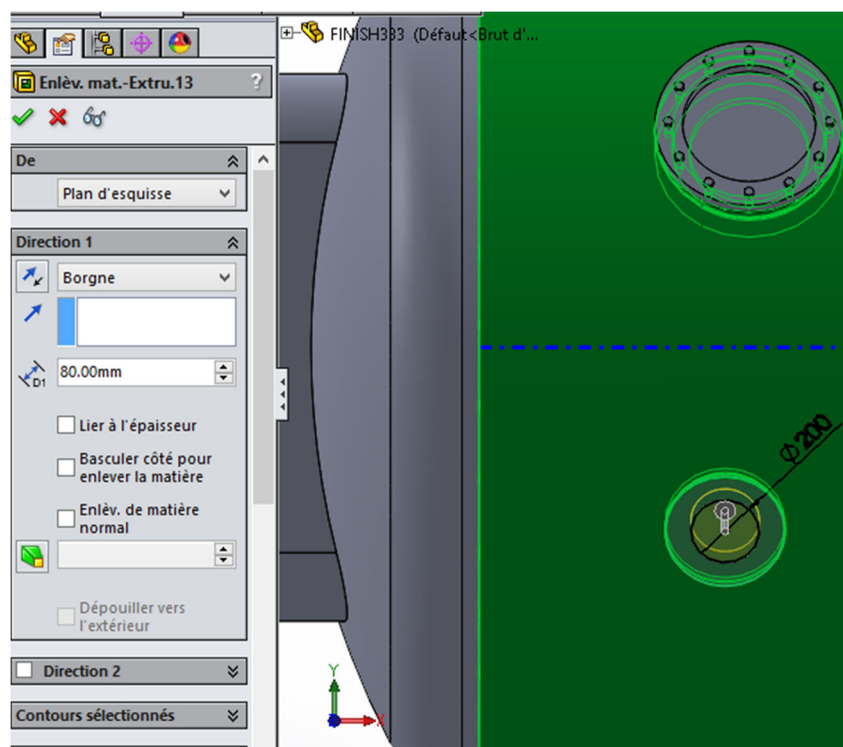 FINISH333 (Défaut<Brut d'...
Enlèv. mat.-Extru.13
?
De
Plan d'esquisse
Direction 1
Borgne
D1
80.00mm
Lier à l'épaisseur
Basculer côté pour
enlever la matière
Enlèv. de matière
normal
Dépouiller vers
l'extérieur
Direction 2
Contours sélectionnés
Φ200
Y
X